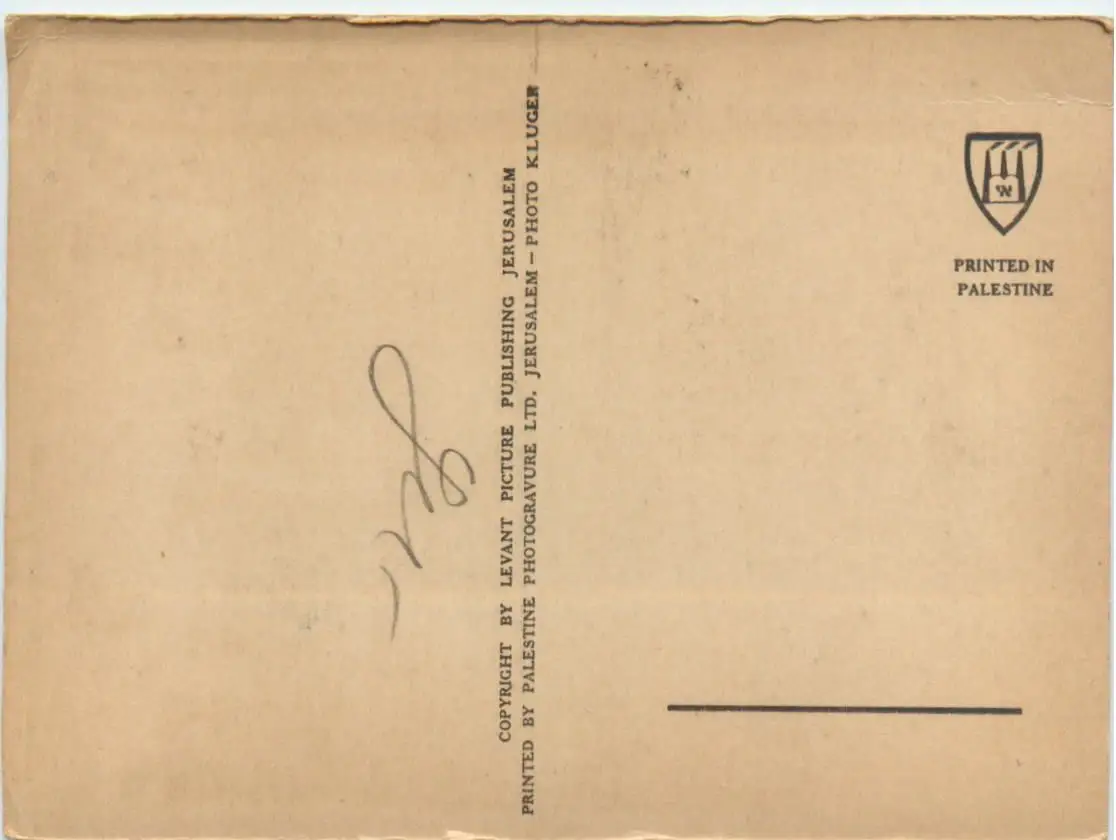 COPYRIGHT BY LEVANT PICTURE PUBLISHING JERUSALEM
PRINTED BY PALESTINE PHOTOGRAVURE LTD. JERUSALEM – PHOTO KLUGER
PRINTED IN
PALESTINE